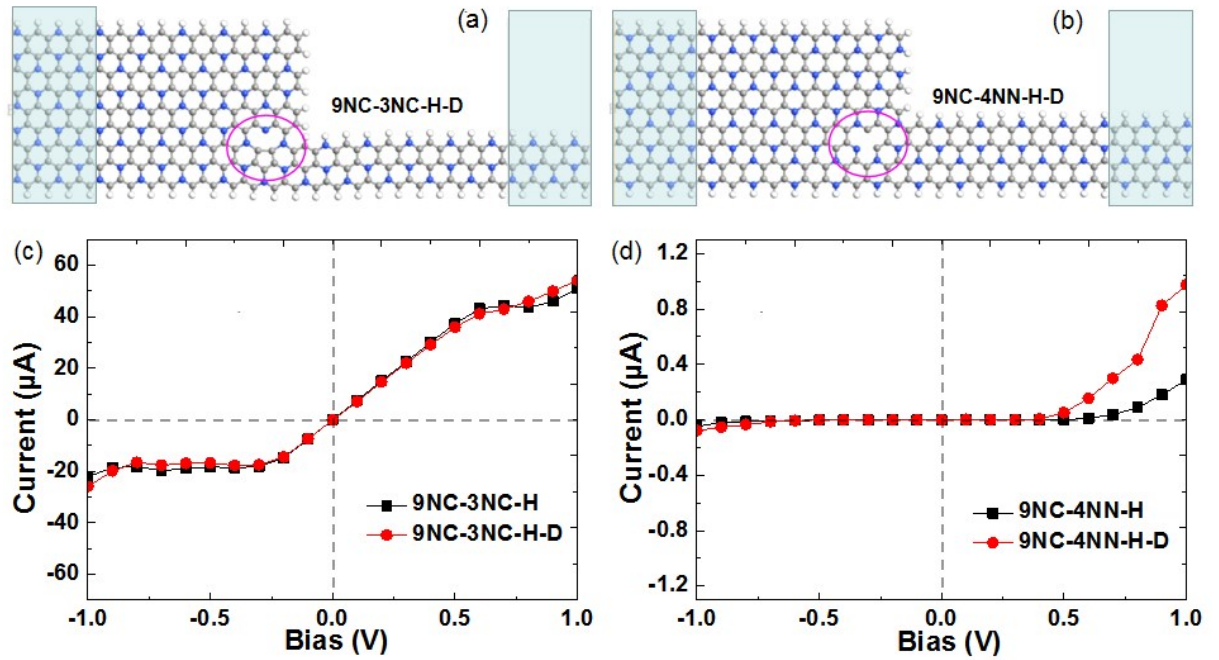 (a)
9NC-3NC-H-D
(b)
9NC-4NN-H-D
(c)
60
40
20
0
-20
-40
-60
Current (µA)
-1.0 -0.5 0.0 0.5 1.0
Bias (V)
9NC-3NC-H
9NC-3NC-H-D
(d)
1.2
0.8
0.4
0.0
-0.4
-0.8
-1.2
Current (µA)
-1.0 -0.5 0.0 0.5 1.0
Bias (V)
9NC-4NN-H
9NC-4NN-H-D